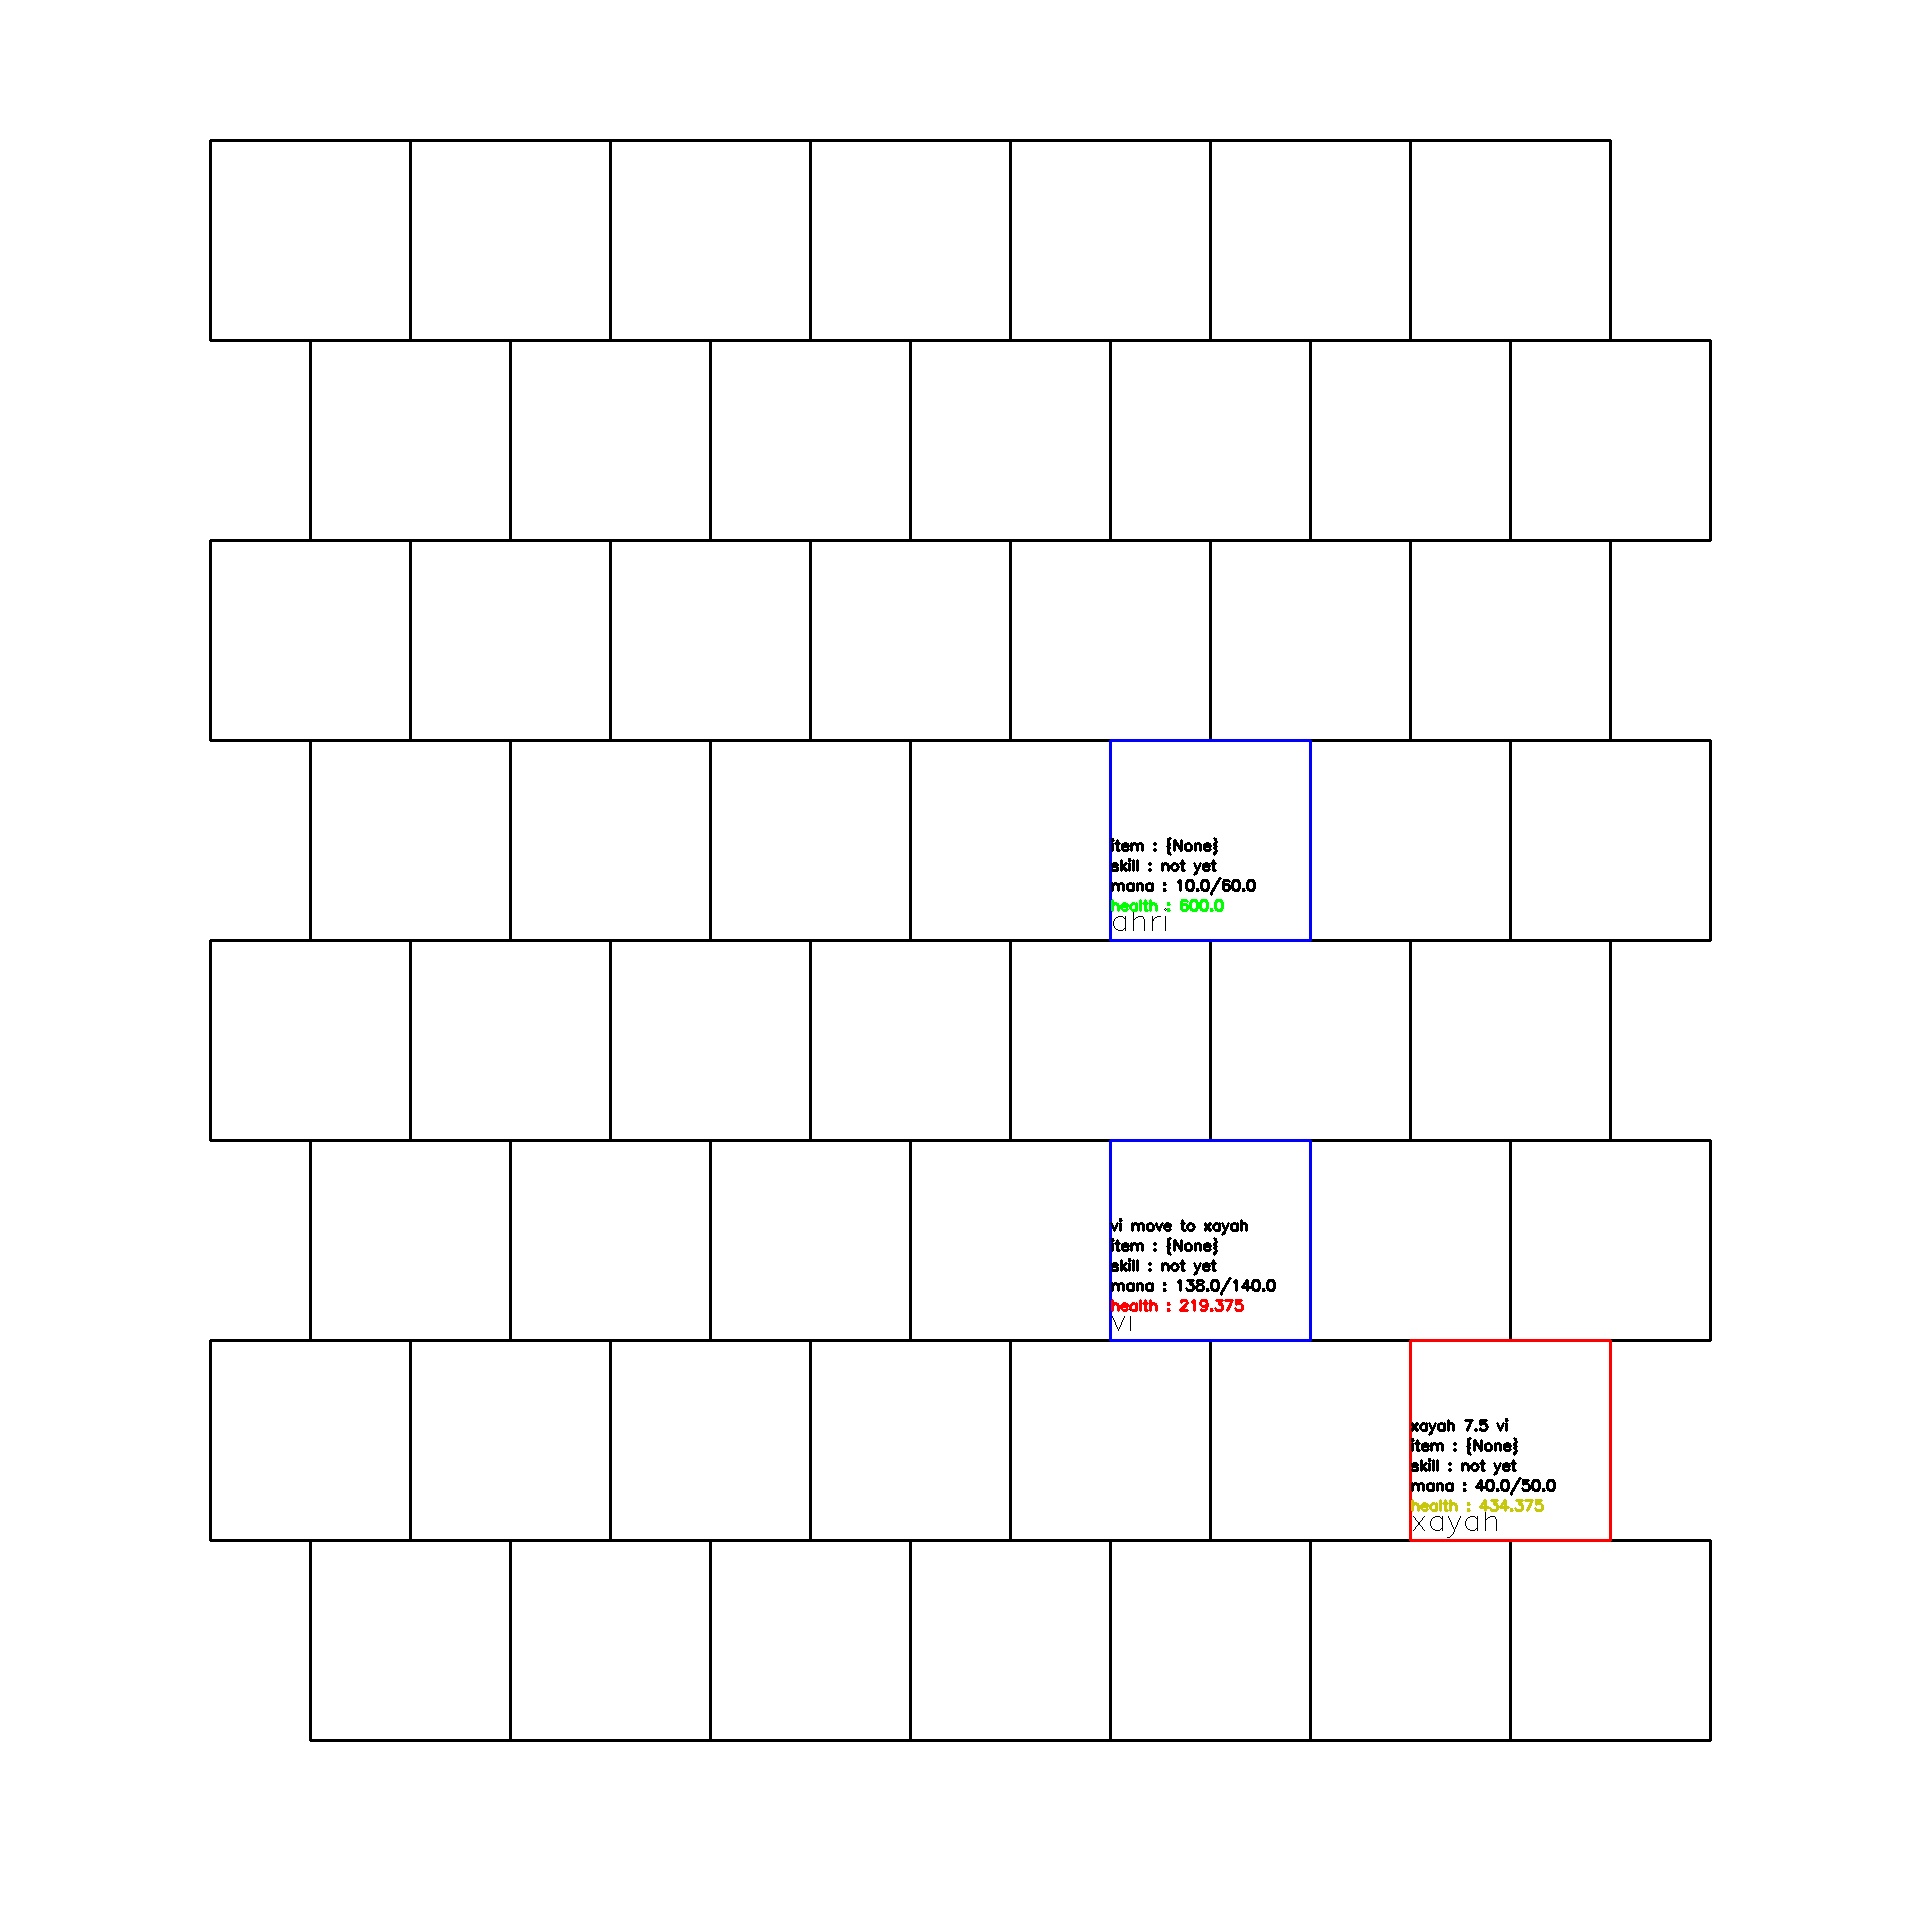 item : {None}
skill : not yet
mana : 10.0/60.0
health : 600.0
ahri
vi move to xayah
item : {None}
skill : not yet
mana : 138.0/140.0
health : 219.375
vi
xayah 7.5 vi
item : {None}
skill : not yet
mana : 40.0/50.0
health : 434.375
xayah